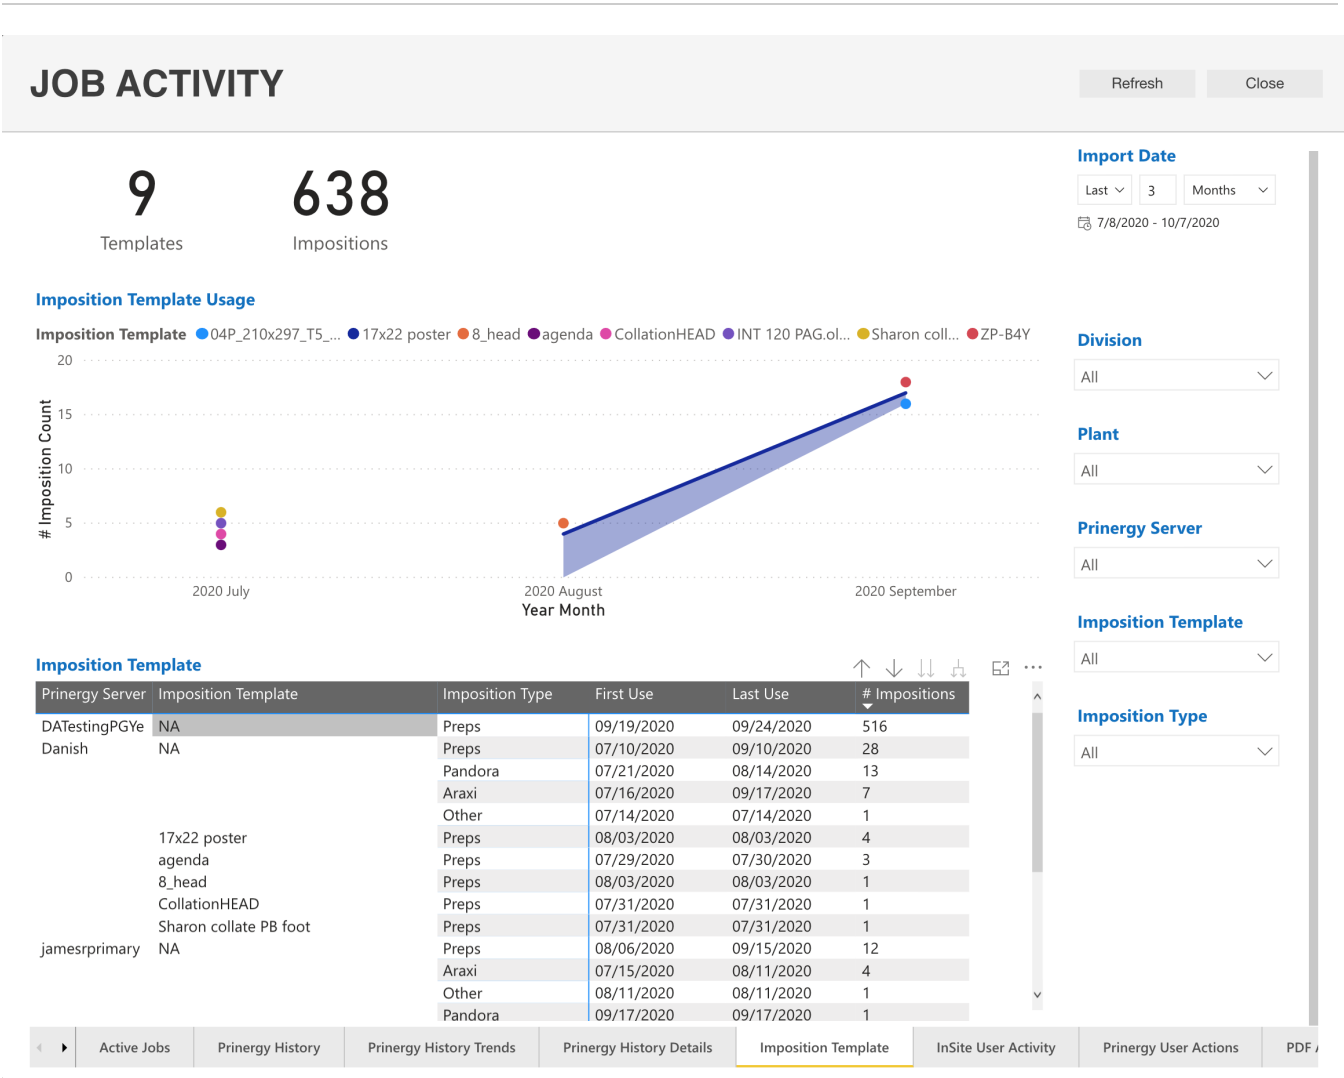 JOB ACTIVITY
Refresh Close
9
Templates
638
Impositions
Import Date
Last 3 Months
7/8/2020 - 10/7/2020
Imposition Template Usage
Imposition Template 04P_210x297_T5_... 17x22 poster 8_head agenda CollationHEAD INT 120 PAG.ol... Sharon coll... ZP-B4Y
# Imposition Count
20
15
10
5
0
2020 July 2020 August 2020 September
Year Month
Division
All
Plant
All
Prinergy Server
All
Imposition Template
All
Imposition Type
All
Imposition Template
Prinergy Server Imposition Template Imposition Type First Use Last Use # Impositions
DATestingPGYe NA Preps 09/19/2020 09/24/2020 516
Danish NA Preps 07/10/2020 09/10/2020 28
Pandora 07/21/2020 08/14/2020 13
Araxi 07/16/2020 09/17/2020 7
Other 07/14/2020 07/14/2020 1
17x22 poster Preps 08/03/2020 08/03/2020 4
agenda Preps 07/29/2020 07/30/2020 3
8_head Preps 08/03/2020 08/03/2020 1
CollationHEAD Preps 07/31/2020 07/31/2020 1
Sharon collate PB foot Preps 07/31/2020 07/31/2020 1
jamesrprimary NA Preps 08/06/2020 09/15/2020 12
Araxi 07/15/2020 08/11/2020 4
Other 08/11/2020 08/11/2020 1
Pandora 09/17/2020 09/17/2020 1
Active Jobs Prinergy History Prinergy History Trends Prinergy History Details Imposition Template InSite User Activity Prinergy User Actions PDF